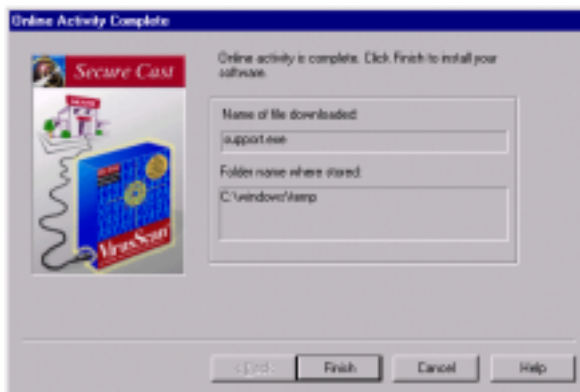 Online Activity Complete
Secure Cast
Online activity is complete. Click Finish to install your
software.
Name of file downloaded:
support.exe
Folder name where stored:
C:\windows\temp
VirusScan
< Back
Finish
Cancel
Help